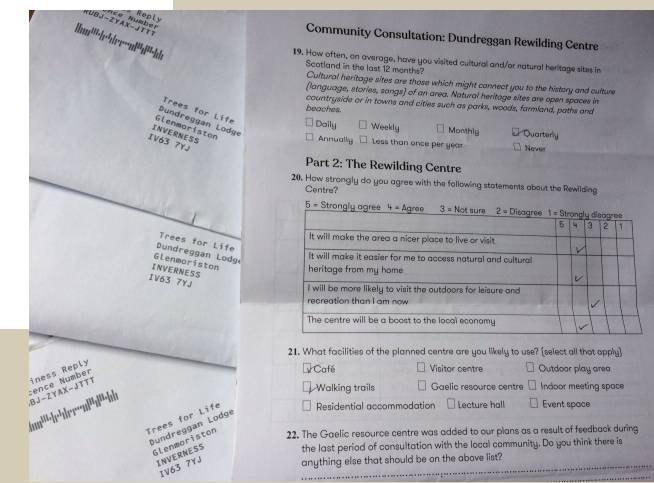 Reply
ence Number
RUBJ-ZYAX-JTTT
Trees for Life
Dundreggan Lodge
Glenmoriston
INVERNESS
IV63 7YJ
Trees for Life
Dundreggan Lodge
Glenmoriston
INVERNESS
IV63 7YJ
iness Reply
cence Number
BJ-ZYAX-JTTT
Trees for Life
Dundreggan Lodge
Glenmoriston
INVERNESS
IV63 7YJ
Community Consultation: Dundreggan Rewilding Centre
19. How often, on average, have you visited cultural and/or natural heritage sites in
Scotland in the last 12 months?
Cultural heritage sites are those which might connect you to the history and culture
(language, stories, songs) of an area. Natural heritage sites are open spaces in
countryside or in towns and cities such as parks, woods, farmland, paths and
beaches.
Daily Weekly Monthly Quarterly
Annually Less than once per year Never
Part 2: The Rewilding Centre
20. How strongly do you agree with the following statements about the Rewilding
Centre?
5 = Strongly agree 4 = Agree 3 = Not sure 2 = Disagree 1 = Strongly disagree
5 4 3 2 1
It will make the area a nicer place to live or visit
It will make it easier for me to access natural and cultural
heritage from my home
I will be more likely to visit the outdoors for leisure and
recreation than I am now
The centre will be a boost to the local economy
21. What facilities of the planned centre are you likely to use? (select all that apply)
Café Visitor centre Outdoor play area
Walking trails Gaelic resource centre Indoor meeting space
Residential accommodation Lecture hall Event space
22. The Gaelic resource centre was added to our plans as a result of feedback during
the last period of consultation with the local community. Do you think there is
anything else that should be on the above list?